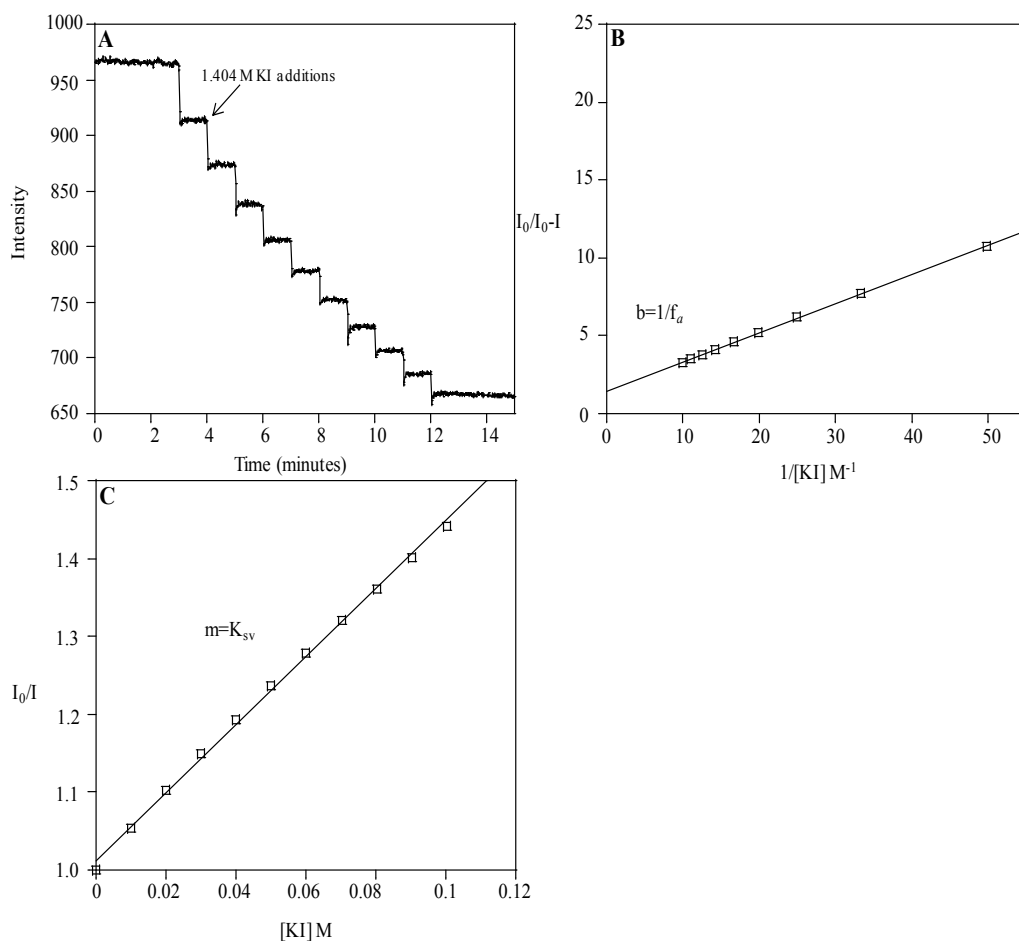 A
1000
950
900
850
800
750
700
650
Intensity
1.404 M KI additions
0 2 4 6 8 10 12 14
Time (minutes)
B
25
20
15
10
5
0
I₀/I₀-I
b=1/fₐ
0 10 20 30 40 50
1/[KI] M⁻¹
C
1.5
1.4
1.3
1.2
1.1
1.0
I₀/I
m=Kₛᵥ
0 0.02 0.04 0.06 0.08 0.1 0.12
[KI] M